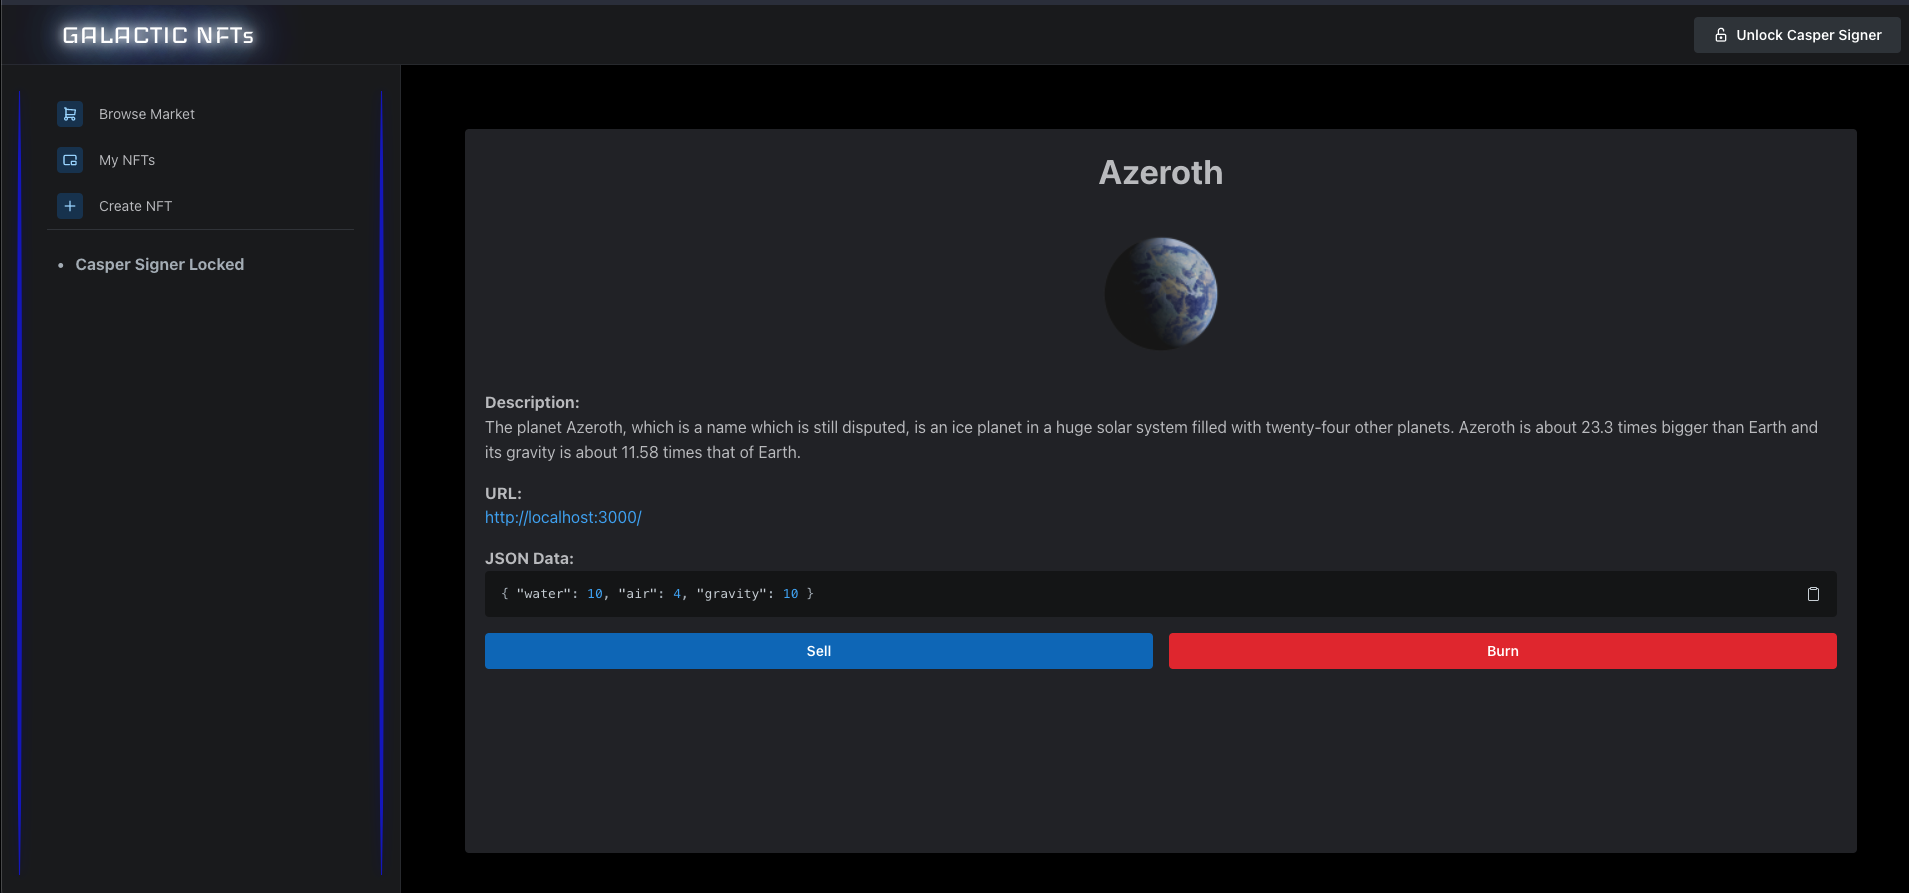 GALACTIC NFTs
Unlock Casper Signer
Browse Market
My NFTs
Create NFT
• Casper Signer Locked
Azeroth
Description:
The planet Azeroth, which is a name which is still disputed, is an ice planet in a huge solar system filled with twenty-four other planets. Azeroth is about 23.3 times bigger than Earth and
its gravity is about 11.58 times that of Earth.
URL:
http://localhost:3000/
JSON Data:
{ "water": 10, "air": 4, "gravity": 10 }
Sell
Burn